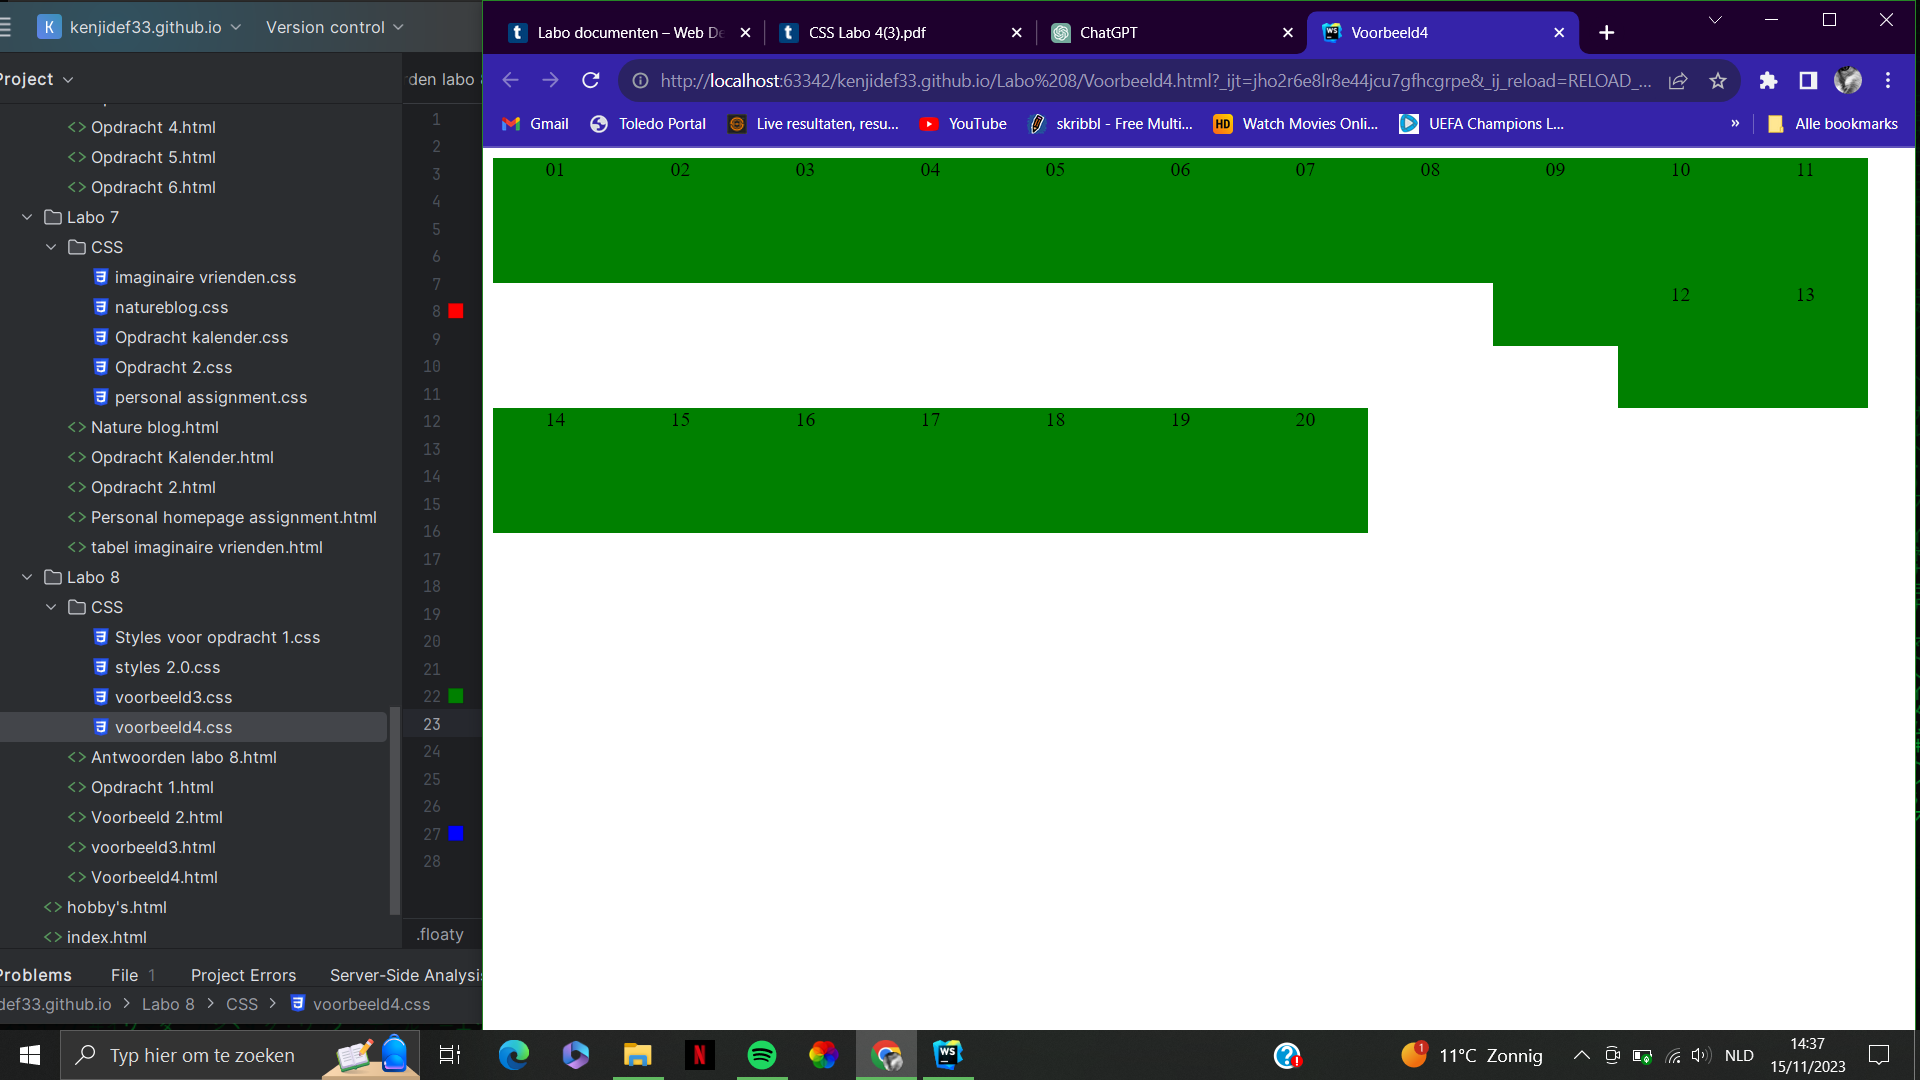 K kenjidef33.github.io Version control
Project
Opdracht 4.html
Opdracht 5.html
Opdracht 6.html
Labo 7
CSS
imaginaire vrienden.css
natureblog.css
Opdracht kalender.css
Opdracht 2.css
personal assignment.css
Nature blog.html
Opdracht Kalender.html
Opdracht 2.html
Personal homepage assignment.html
tabel imaginaire vrienden.html
Labo 8
CSS
Styles voor opdracht 1.css
styles 2.0.css
voorbeeld3.css
voorbeeld4.css
Antwoorden labo 8.html
Opdracht 1.html
Voorbeeld 2.html
voorbeeld3.html
Voorbeeld4.html
hobby's.html
index.html
rden labo 8
1
2
3
4
5
6
7
8
9
10
11
12
13
14
15
16
17
18
19
20
21
22
23
24
25
26
27
28
.floaty
Problems File 1 Project Errors Server-Side Analysis
def33.github.io > Labo 8 > CSS > voorbeeld4.css
t Labo documenten – Web De t CSS Labo 4(3).pdf ChatGPT WS Voorbeeld4
http://localhost:63342/kenjidef33.github.io/Labo%208/Voorbeeld4.html?_ijt=jho2r6e8lr8e44jcu7gfhcgrpe&_ij_reload=RELOAD_...
Gmail Toledo Portal Live resultaten, resu... YouTube skribbl - Free Multi... HD Watch Movies Onli... UEFA Champions L... » Alle bookmarks
01 02 03 04 05 06 07 08 09 10 11
12 13
14 15 16 17 18 19 20
Typ hier om te zoeken N WS ? ! 1 11°C Zonnig NLD 14:37
15/11/2023